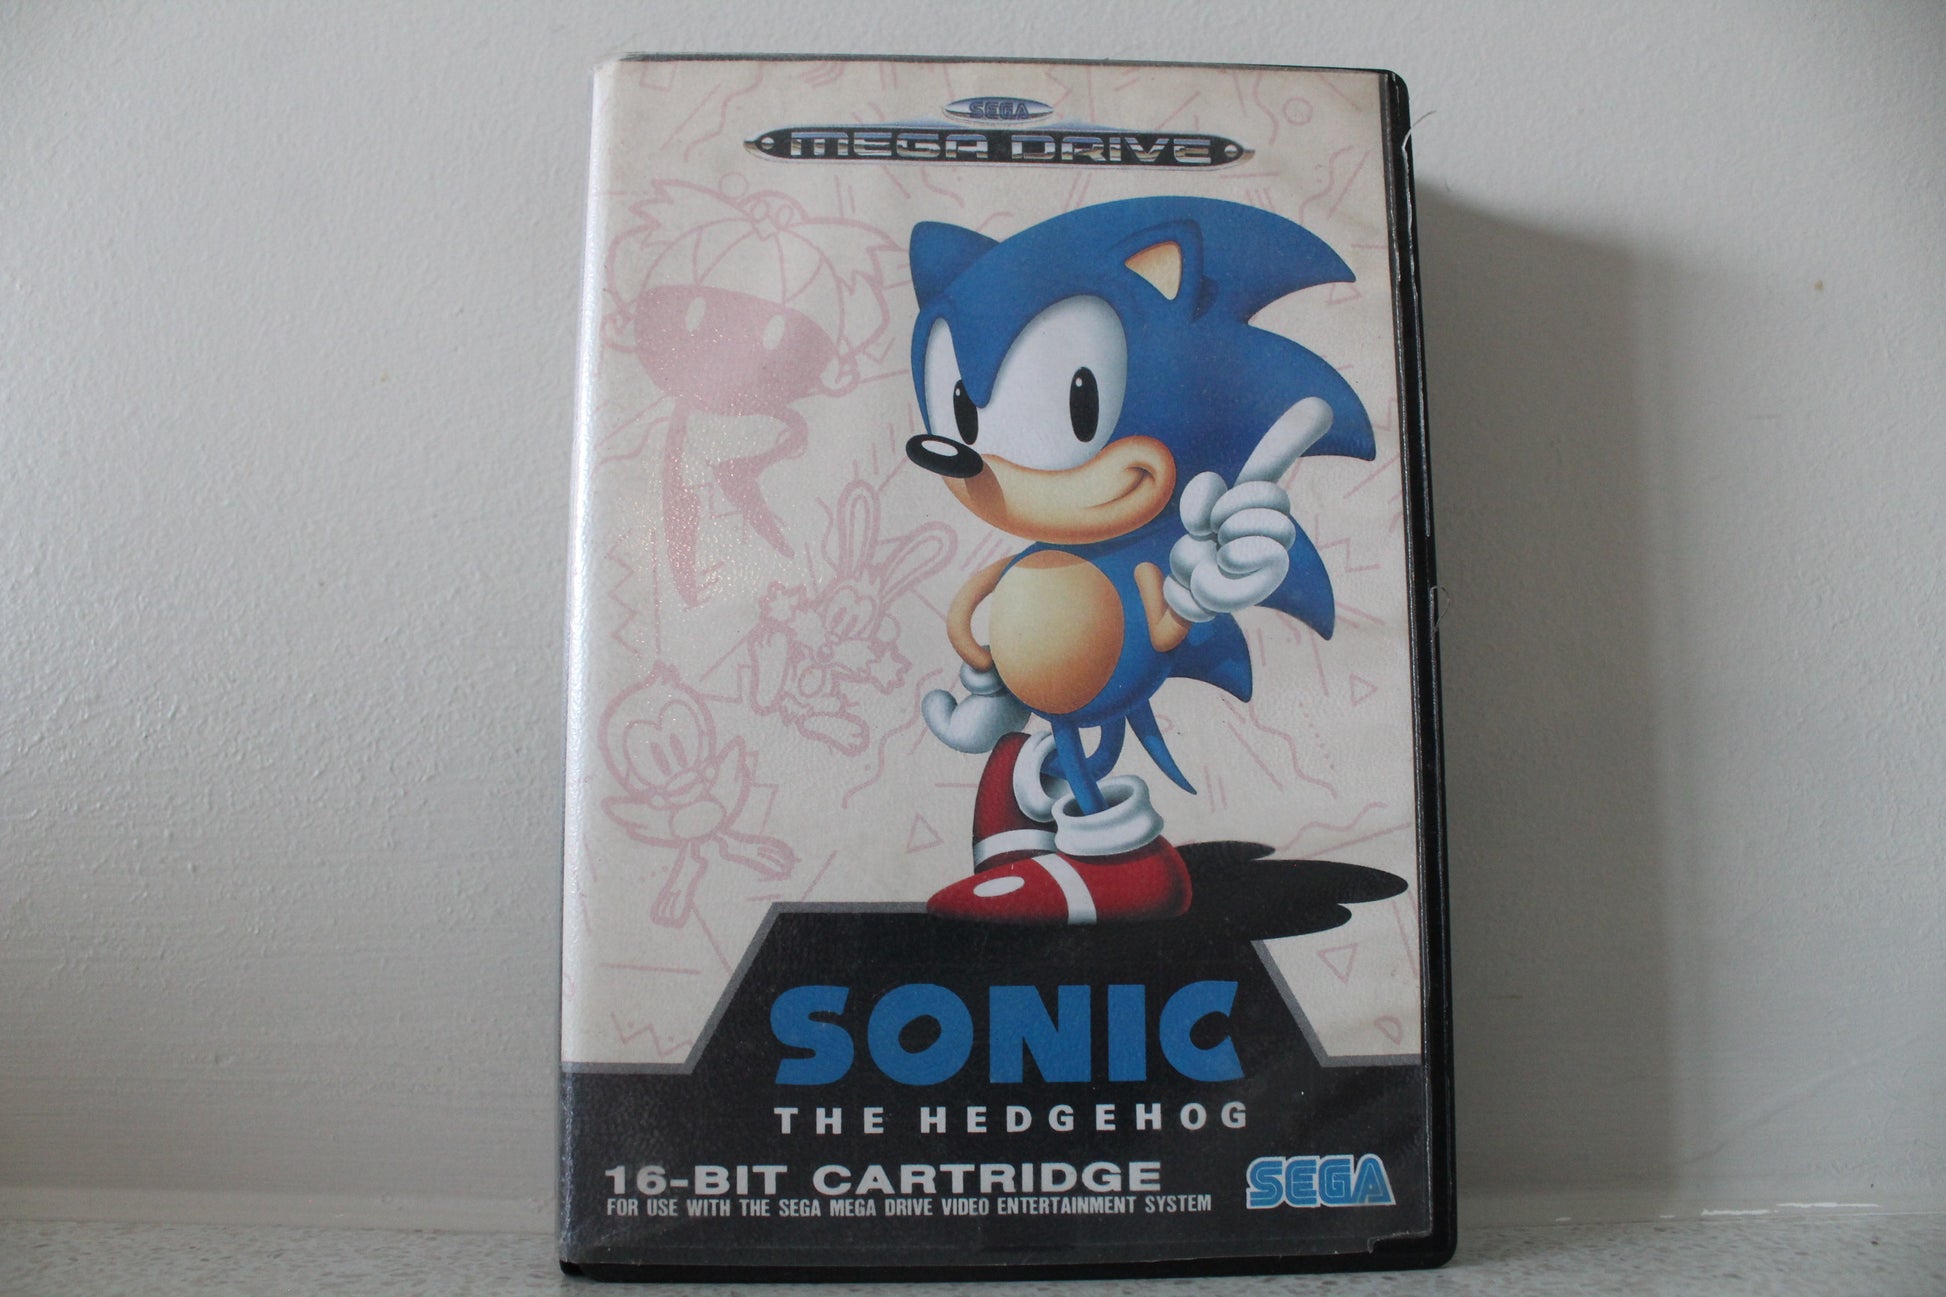 SEGA
MEGA DRIVE
SONIC
THE HEDGEHOG
16-BIT CARTRIDGE
FOR USE WITH THE SEGA MEGA DRIVE VIDEO ENTERTAINMENT SYSTEM
SEGA